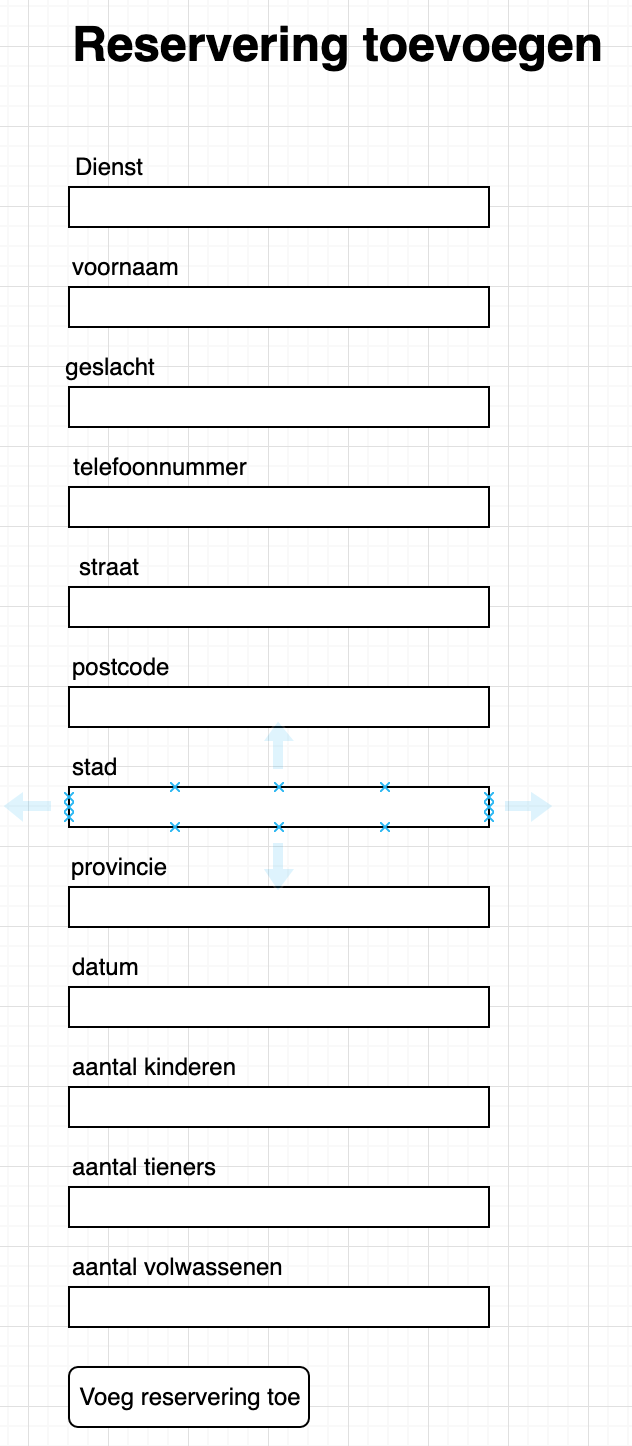 Reservering toevoegen
Dienst
voornaam
geslacht
telefoonnummer
straat
postcode
stad
provincie
datum
aantal kinderen
aantal tieners
aantal volwassenen
Voeg reservering toe